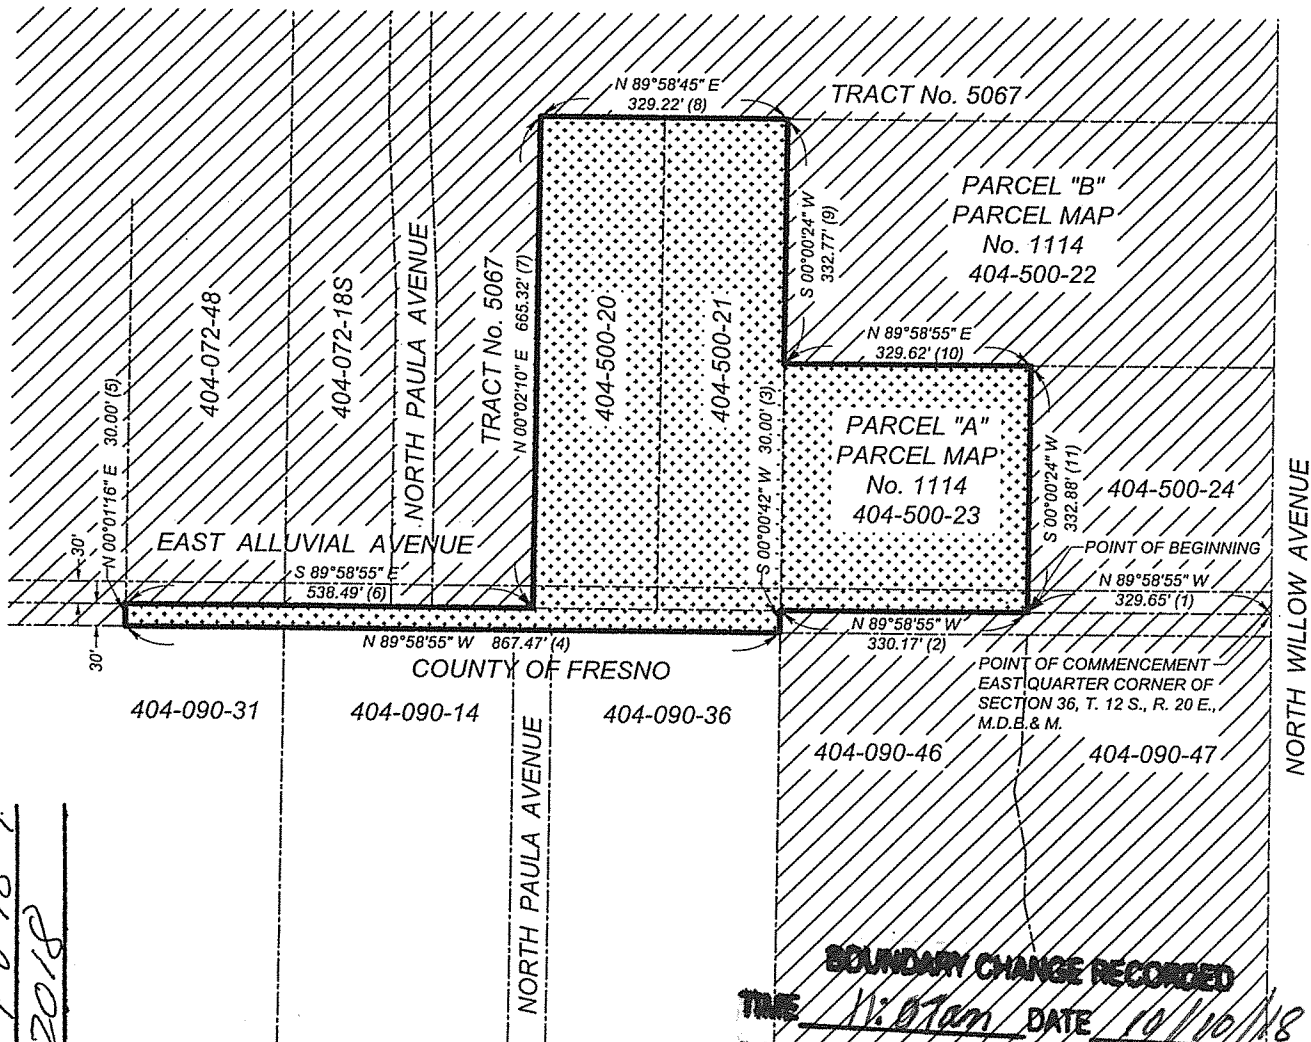 N 89°58'45" E
329.22' (8)
TRACT No. 5067
PARCEL "B"
PARCEL MAP
No. 1114
404-500-22
S 00°00'24" W
332.77' (9)
NORTH PAULA AVENUE
TRACT No. 5067
N 00°02'10" E 665.32' (7)
404-072-48
404-072-18S
404-500-20
404-500-21
N 89°58'55" E
329.62' (10)
N 00°01'16" E 30.00' (5)
S 00°00'42" W 30.00' (3)
PARCEL "A"
PARCEL MAP
No. 1114
404-500-23
S 00°00'24" W
332.88' (11)
404-500-24
NORTH WILLOW AVENUE
EAST ALLUVIAL AVENUE
30'
S 89°58'55" E
538.49' (6)
POINT OF BEGINNING
N 89°58'55" W
329.65' (1)
N 89°58'55" W
330.17' (2)
30'
N 89°58'55" W 867.47' (4)
COUNTY OF FRESNO
POINT OF COMMENCEMENT
EAST QUARTER CORNER OF
SECTION 36, T. 12 S., R. 20 E.,
M.D.B.& M.
404-090-31
404-090-14
404-090-36
404-090-46
404-090-47
NORTH PAULA AVENUE
2018
BOUNDARY CHANGE RECORDED
TIME 11:07am DATE 10/10/18